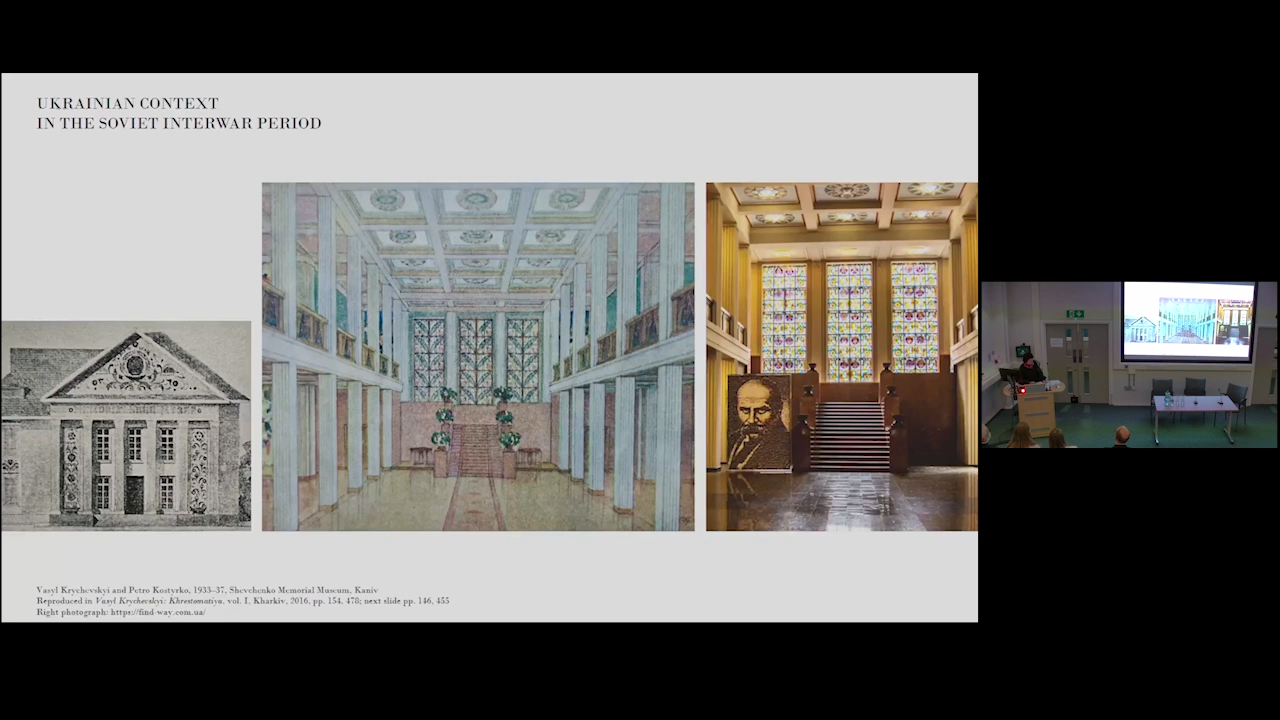 UKRAINIAN CONTEXT
IN THE SOVIET INTERWAR PERIOD
Vasyl Krychevskyi and Petro Kostyrko, 1933–37, Shevchenko Memorial Museum, Kaniv
Reproduced in Vasyl Krychevskyi: Khrestomatiya, vol. I, Kharkiv, 2016, pp. 154, 478; next slide pp. 146, 455
Right photograph: https://find-way.com.ua/